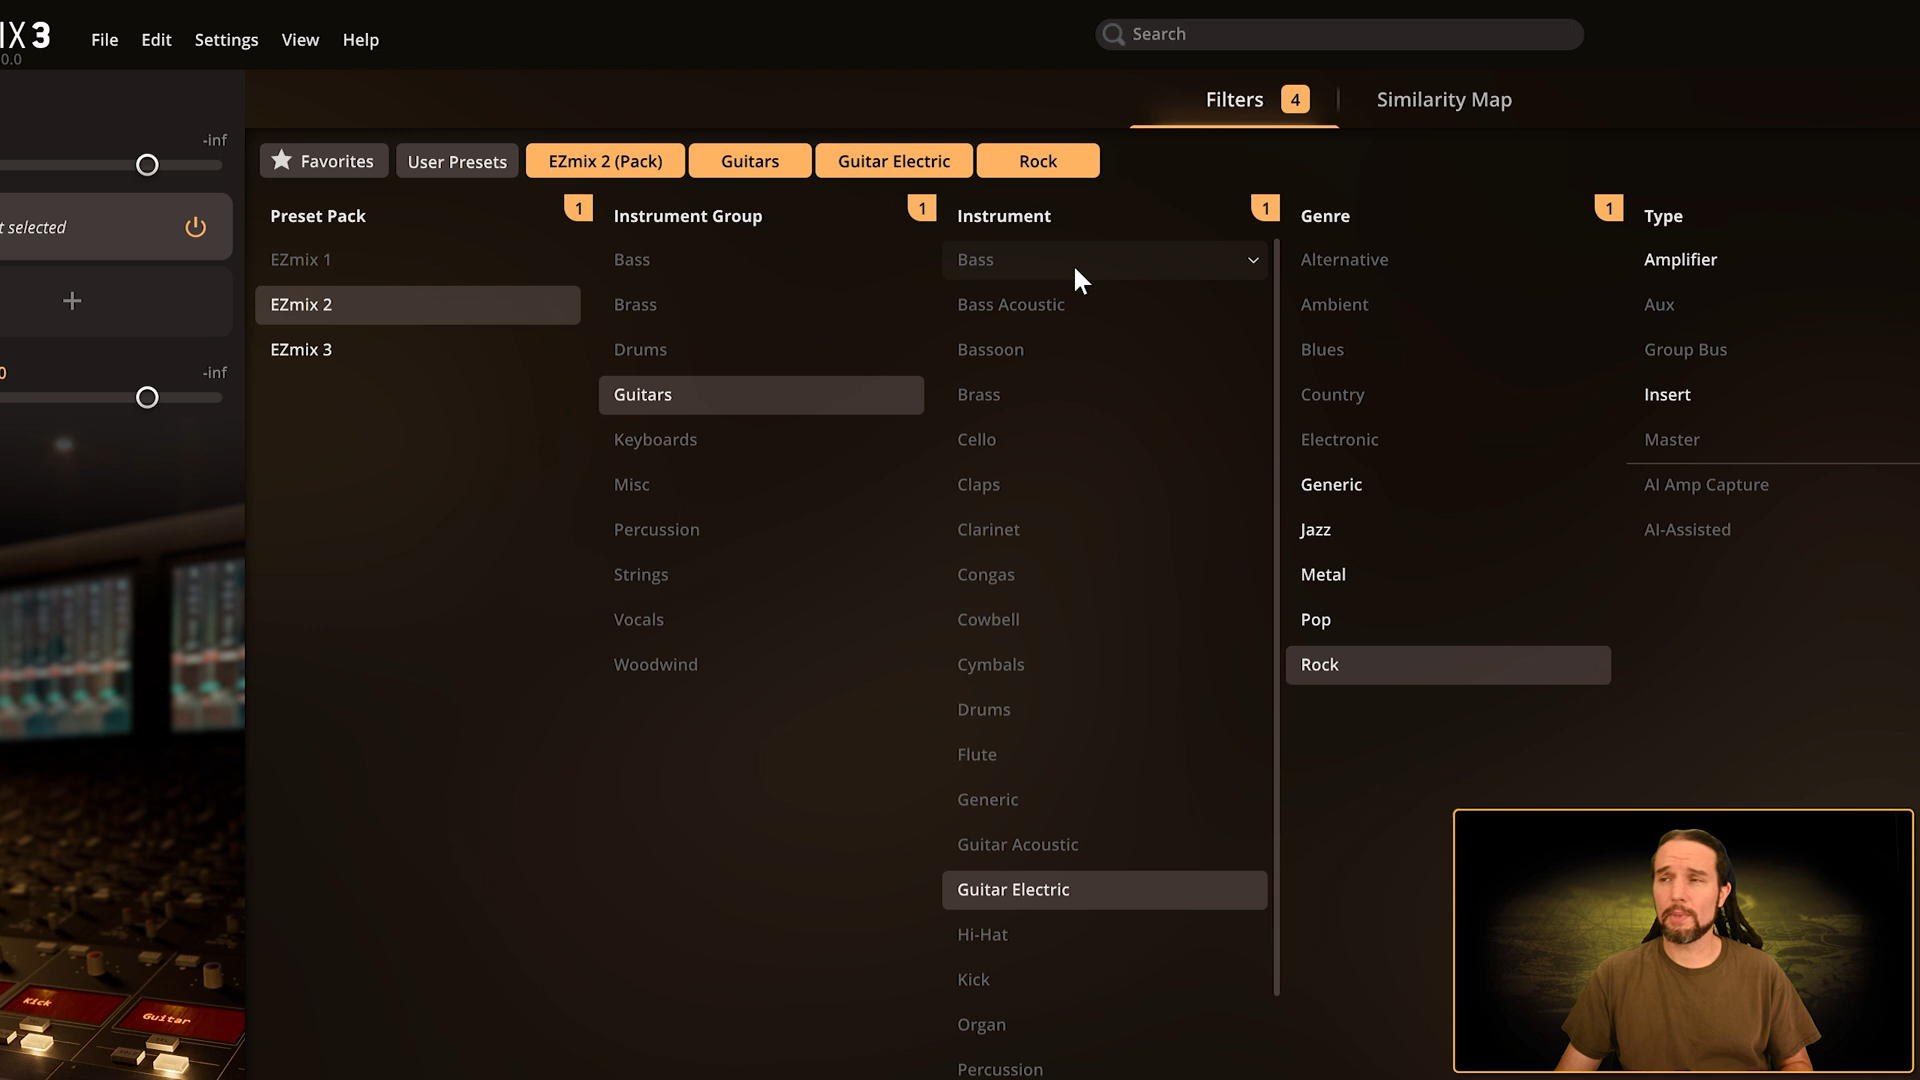 IX 3
0.0
File Edit Settings View Help
Search
Filters 4 Similarity Map
-inf
Favorites User Presets EZmix 2 (Pack) Guitars Guitar Electric Rock
t selected
0
-inf
Preset Pack 1
EZmix 1
EZmix 2
EZmix 3
Instrument Group 1
Bass
Brass
Drums
Guitars
Keyboards
Misc
Percussion
Strings
Vocals
Woodwind
Instrument 1
Bass
Bass Acoustic
Bassoon
Brass
Cello
Claps
Clarinet
Congas
Cowbell
Cymbals
Drums
Flute
Generic
Guitar Acoustic
Guitar Electric
Hi-Hat
Kick
Organ
Percussion
Genre 1
Alternative
Ambient
Blues
Country
Electronic
Generic
Jazz
Metal
Pop
Rock
Type
Amplifier
Aux
Group Bus
Insert
Master
AI Amp Capture
AI-Assisted
Kick
Guitar